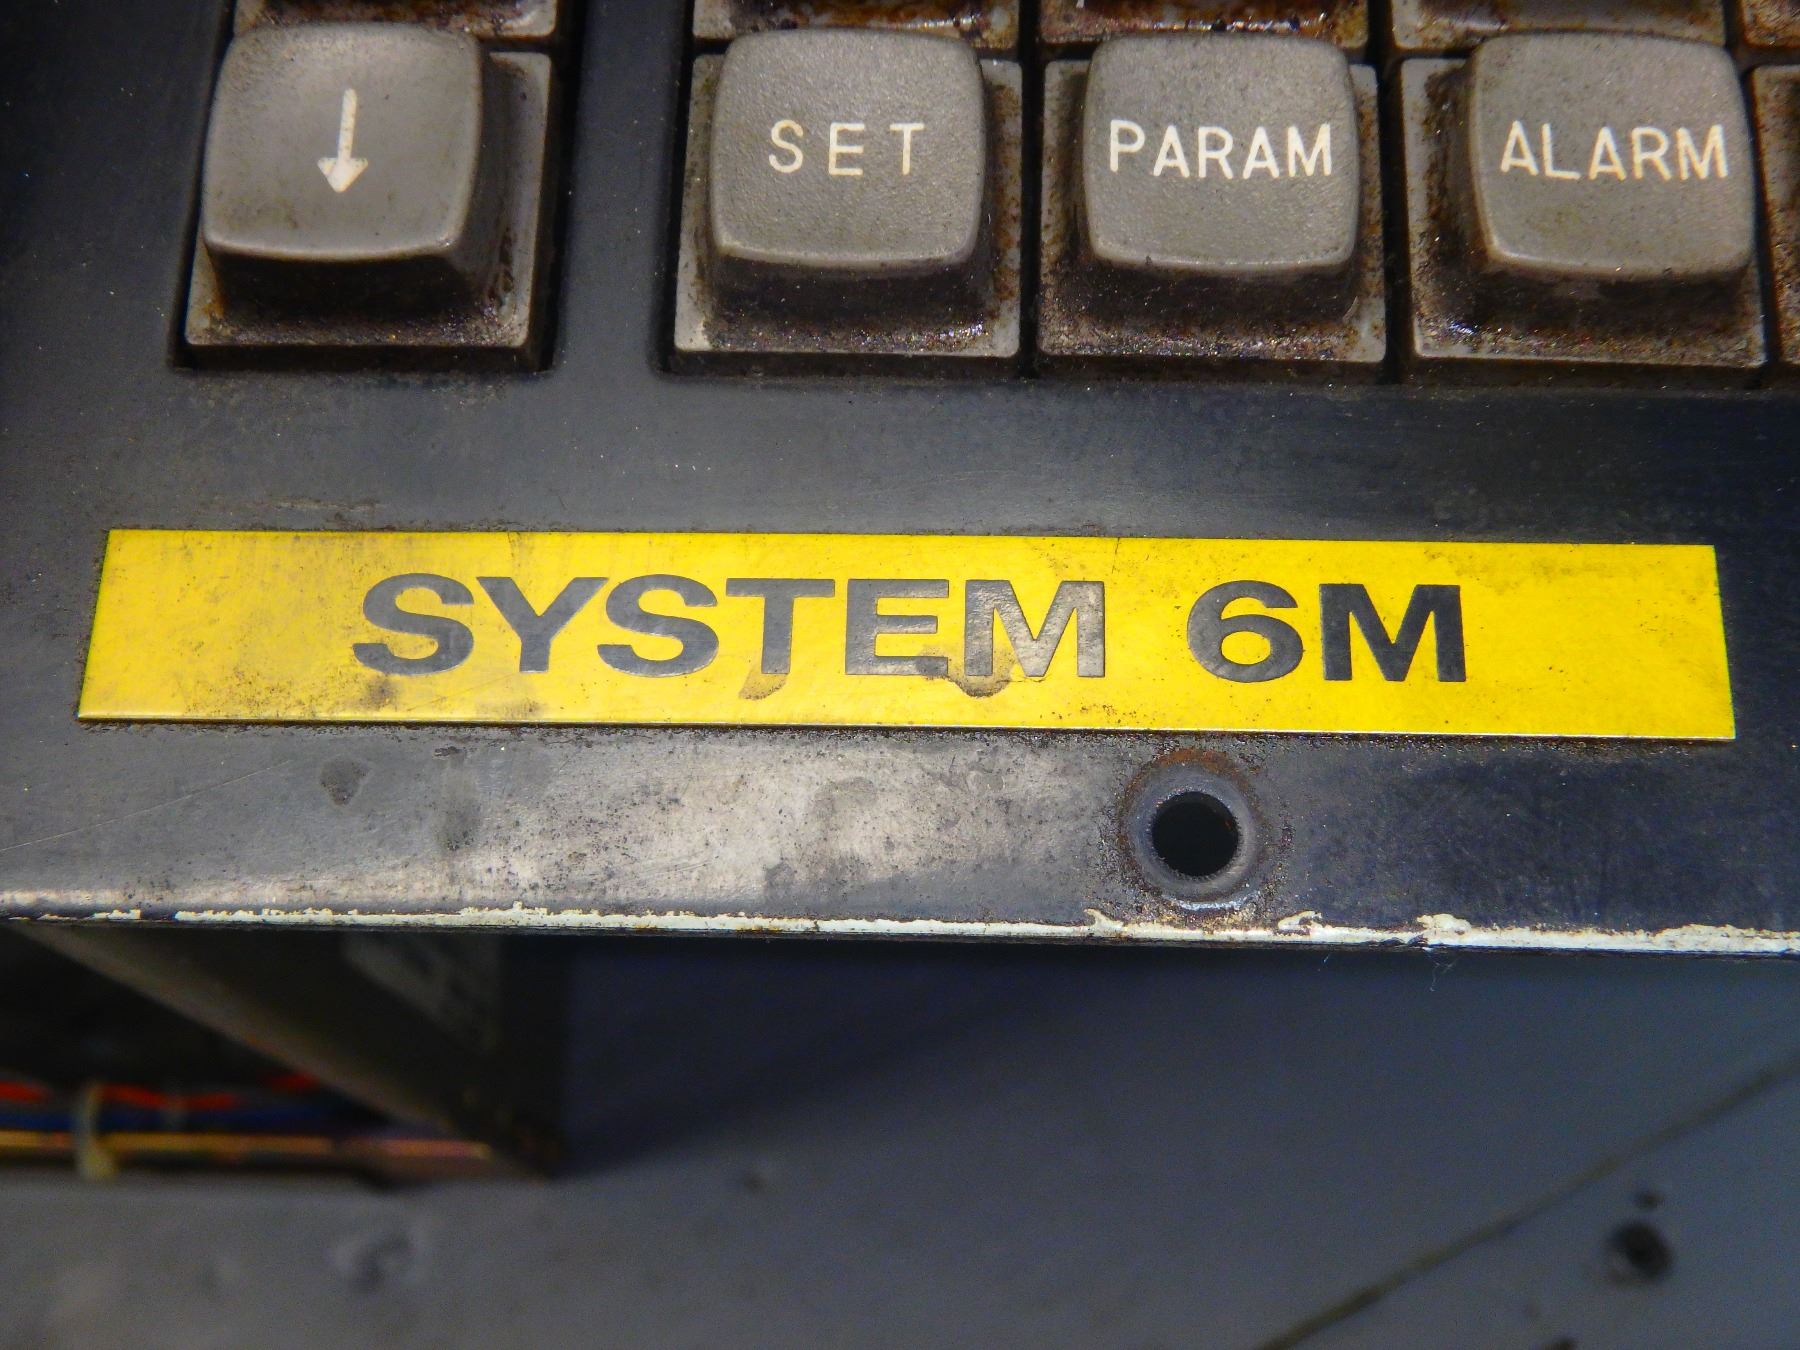 ↓ SET PARAM ALARM
SYSTEM 6M